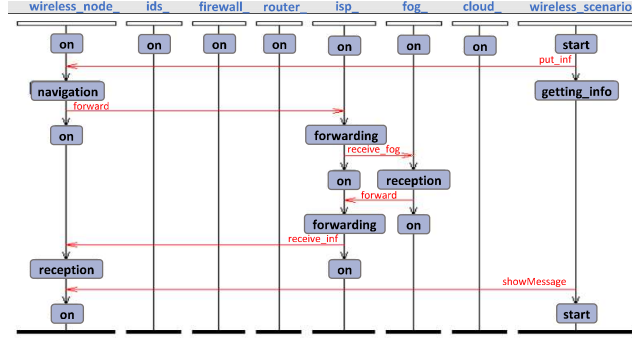 wireless_node_ ids_ firewall_ router_ isp_ fog_ cloud_ wireless_scenario
on on on on on on on start
put_inf
navigation getting_info
forward
on forwarding
receive_fog
on reception
forward
forwarding on
receive_inf
reception on
showMessage
on start